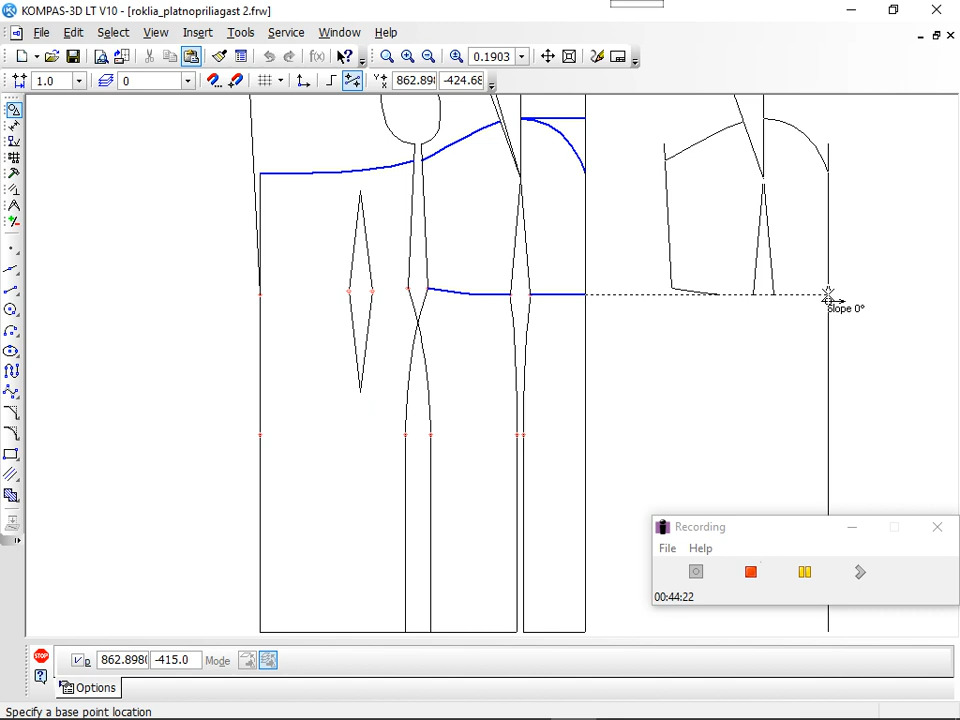 KOMPAS-3D LT V10 - [roklia_platnopriliagast 2.frw]
File Edit Select View Insert Tools Service Window Help
0.1903
f(x)
1.0 0 862.898 -424.68
Slope 0°
Recording
File Help
00:44:22
p 862.8980 -415.0 Mode
Options
Specify a base point location